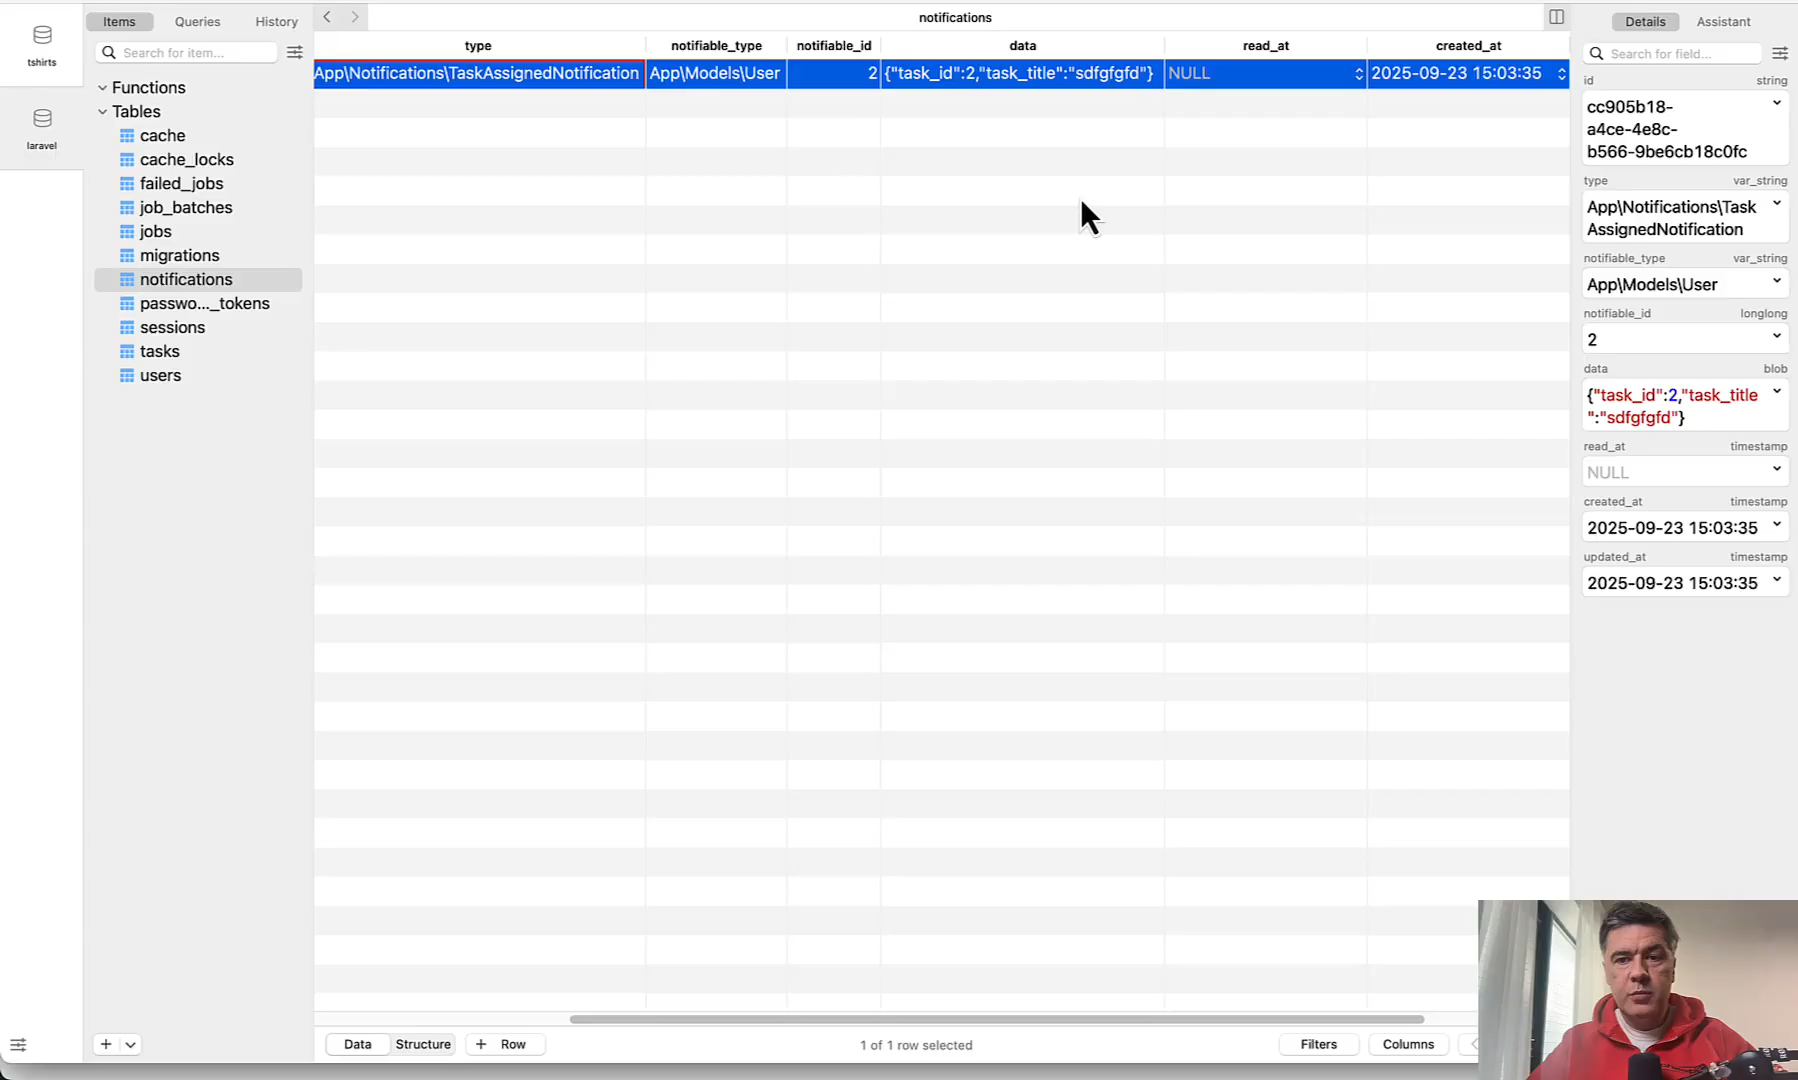 tshirts
laravel
Items
Queries
History
Search for item...
Functions
Tables
cache
cache_locks
failed_jobs
job_batches
jobs
migrations
notifications
passwo..._tokens
sessions
tasks
users
notifications
type
notifiable_type
notifiable_id
data
read_at
created_at
App\Notifications\TaskAssignedNotification
App\Models\User
2
{"task_id":2,"task_title":"sdfgfgfd"}
NULL
2025-09-23 15:03:35
Data
Structure
+ Row
1 of 1 row selected
Filters
Columns
Details
Assistant
Search for field...
id
string
cc905b18-
a4ce-4e8c-
b566-9be6cb18c0fc
type
var_string
App\Notifications\Task
AssignedNotification
notifiable_type
var_string
App\Models\User
notifiable_id
longlong
2
data
blob
{"task_id":2,"task_title
":"sdfgfgfd"}
read_at
timestamp
NULL
created_at
timestamp
2025-09-23 15:03:35
updated_at
timestamp
2025-09-23 15:03:35